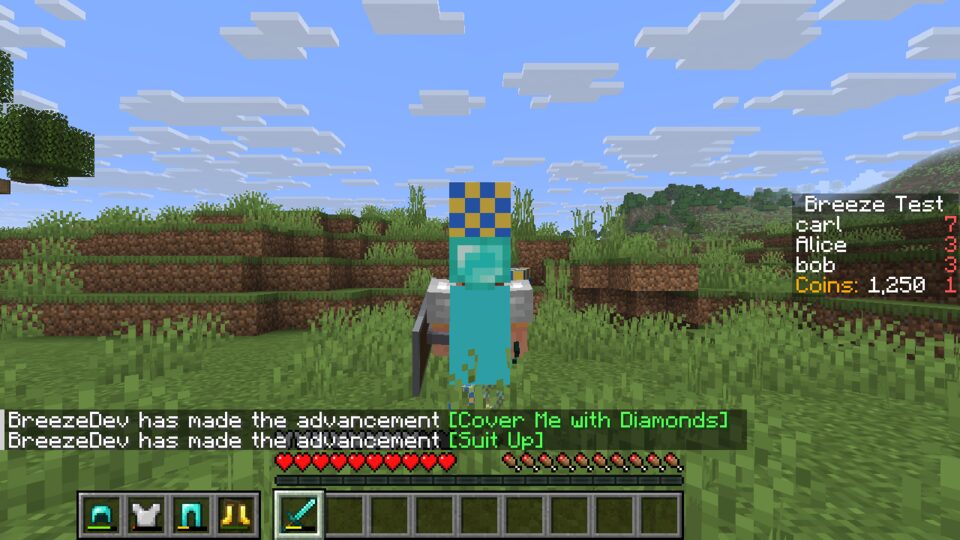 Breeze Test
carl 7
Alice 3
bob 3
Coins: 1,250 1
BreezeDev has made the advancement [Cover Me with Diamonds]
BreezeDev has made the advancement [Suit Up]